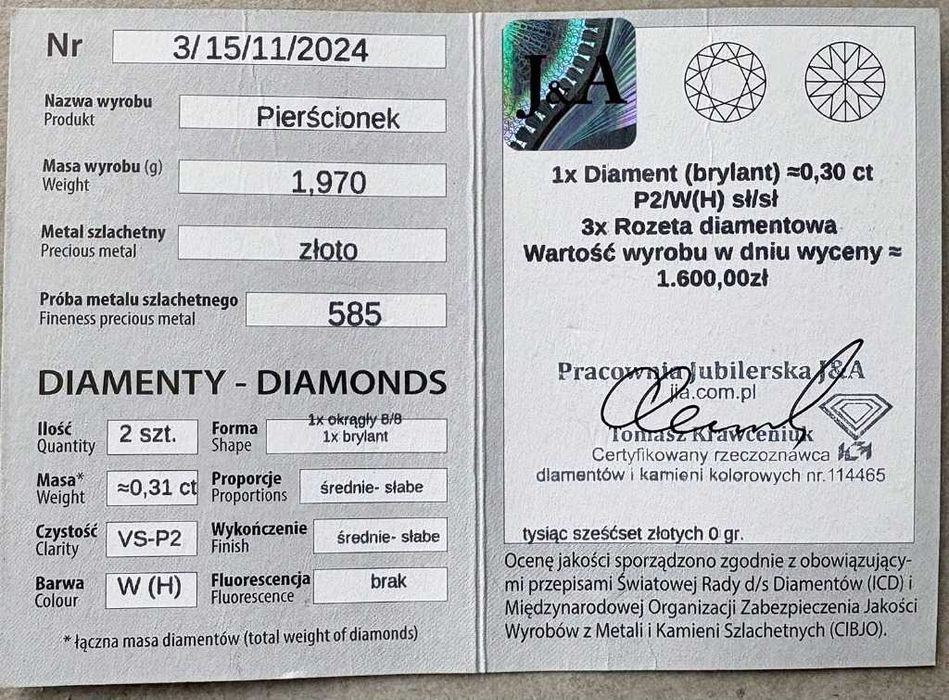 Nr 3/15/11/2024
Nazwa wyrobu
Produkt
Pierścionek
Masa wyrobu (g)
Weight
1,970
Metal szlachetny
Precious metal
złoto
Próba metalu szlachetnego
Fineness precious metal
585
DIAMENTY - DIAMONDS
Ilość
Quantity
2 szt.
Forma
Shape
1x okrągły 8/8
1x brylant
Masa*
Weight
≈0,31 ct
Proporcje
Proportions
średnie- słabe
Czystość
Clarity
VS-P2
Wykończenie
Finish
średnie- słabe
Barwa
Colour
W (H)
Fluorescencja
Fluorescence
brak
* łączna masa diamentów (total weight of diamonds)
J&A
1x Diament (brylant) ≈0,30 ct
P2/W(H) sł/sł
3x Rozeta diamentowa
Wartość wyrobu w dniu wyceny ≈
1.600,00zł
Pracownia Jubilerska J&A
jia.com.pl
Tomasz Krawceniuk
Certyfikowany rzeczoznawca
diamentów i kamieni kolorowych nr.114465
tysiąc sześćset złotych 0 gr.
Ocenę jakości sporządzono zgodnie z obowiązujący-
mi przepisami Światowej Rady d/s Diamentów (ICD) i
Międzynarodowej Organizacji Zabezpieczenia Jakości
Wyrobów z Metali i Kamieni Szlachetnych (CIBJO).